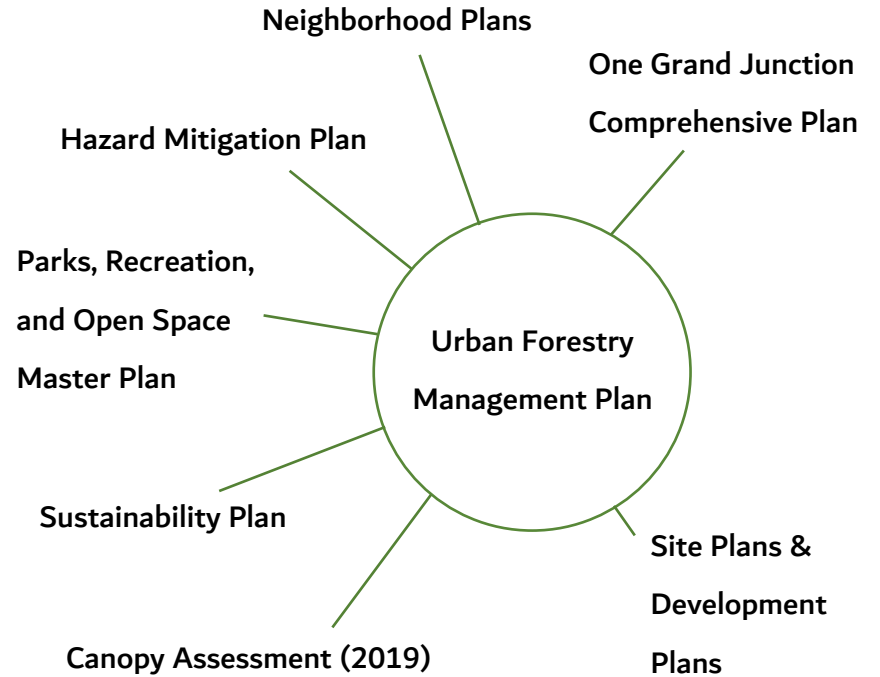 Neighborhood Plans
One Grand Junction
Comprehensive Plan
Hazard Mitigation Plan
Parks, Recreation,
and Open Space
Master Plan
Urban Forestry
Management Plan
Sustainability Plan
Site Plans &
Development
Plans
Canopy Assessment (2019)